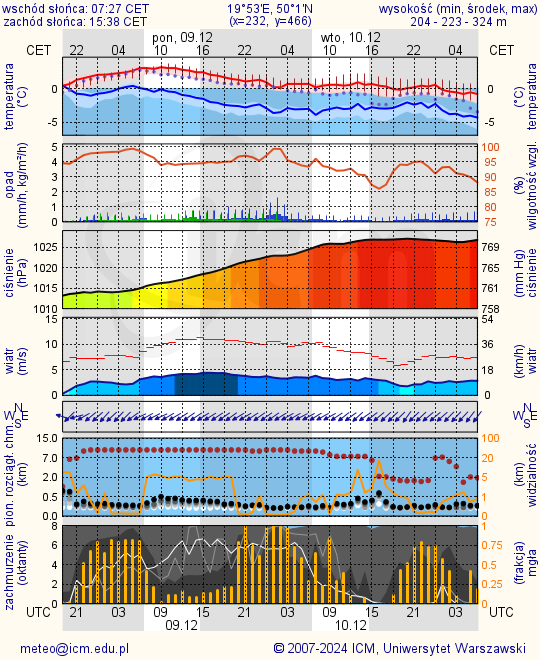 wschód słońca: 07:27 CET 19°53'E, 50°1'N wysokość (min, środek, max)
zachód słońca: 15:38 CET (x=232, y=466) 204 - 223 - 324 m
pon, 09.12 wto, 10.12
CET 22 04 10 16 22 04 10 16 22 04 CET
temperatura (°C)
0
-5
temperatura (°C)
0
-5
opad (mm/h, kg/m²/h)
5
4
3
2
1
0
wilgotność wzgl. (%)
100
95
90
85
80
75
ciśnienie (hPa)
1025
1020
1015
1010
ciśnienie (mm Hg)
769
765
761
758
wiatr (m/s)
15
10
5
0
wiatr (km/h)
54
36
18
0
N
W E
S
N
W E
S
pion. rozciągł. chm. (km)
15.0
7.0
2.0
0.5
0.0
widzialność (km)
100
20
5
1
0
zachmurzenie (oktanty)
8
6
4
2
0
mgła (frakcja)
1
0.75
0.5
0.25
0
UTC 21 03 09 15 21 03 09 15 21 03 UTC
09.12 10.12
meteo@icm.edu.pl © 2007-2024 ICM, Uniwersytet Warszawski